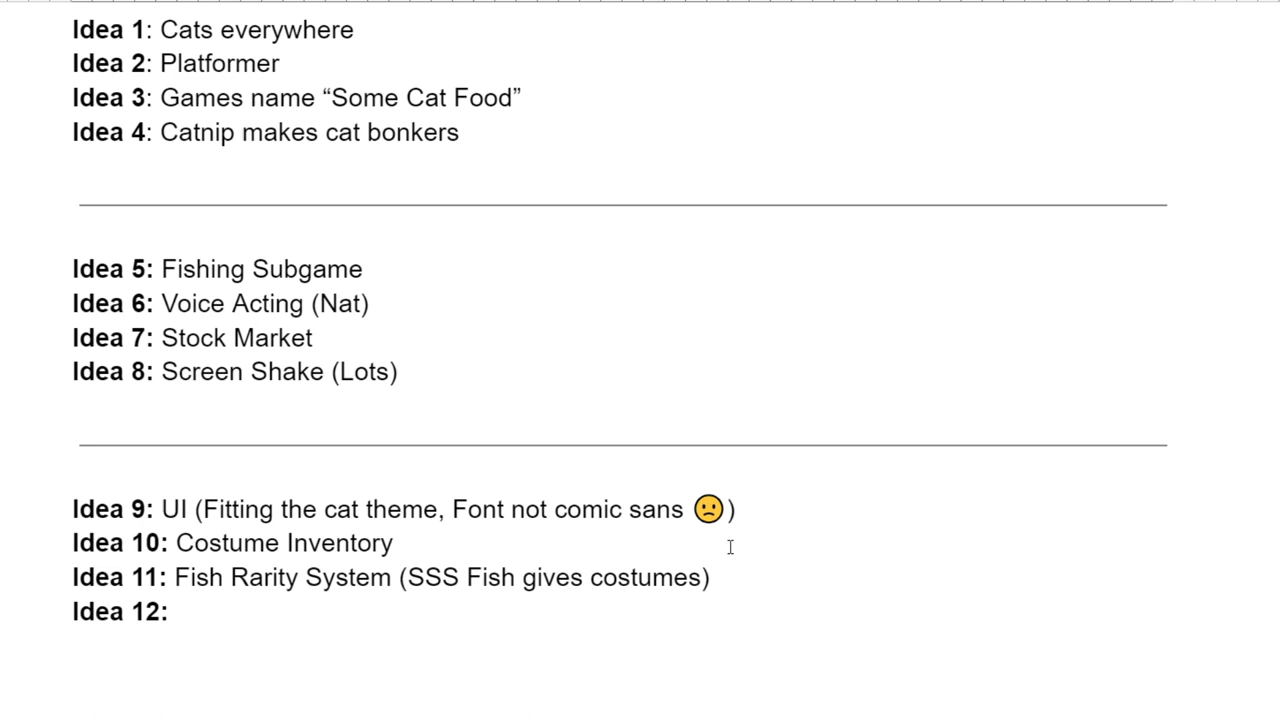 Idea 1: Cats everywhere
Idea 2: Platformer
Idea 3: Games name “Some Cat Food”
Idea 4: Catnip makes cat bonkers
Idea 5: Fishing Subgame
Idea 6: Voice Acting (Nat)
Idea 7: Stock Market
Idea 8: Screen Shake (Lots)
Idea 9: UI (Fitting the cat theme, Font not comic sans 🙁)
Idea 10: Costume Inventory
Idea 11: Fish Rarity System (SSS Fish gives costumes)
Idea 12: